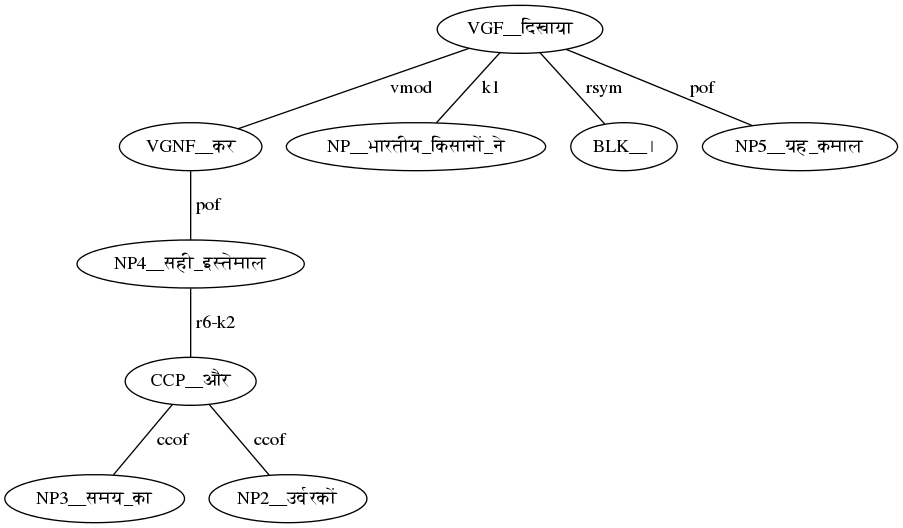 VGF__दिखाया
vmod k1 rsym pof
VGNF__कर NP__भारतीय_किसानों_ने BLK__। NP5__यह_कमाल
pof
NP4__सही_इस्तेमाल
r6-k2
CCP__और
ccof ccof
NP3__समय_का NP2__उर्वरकों